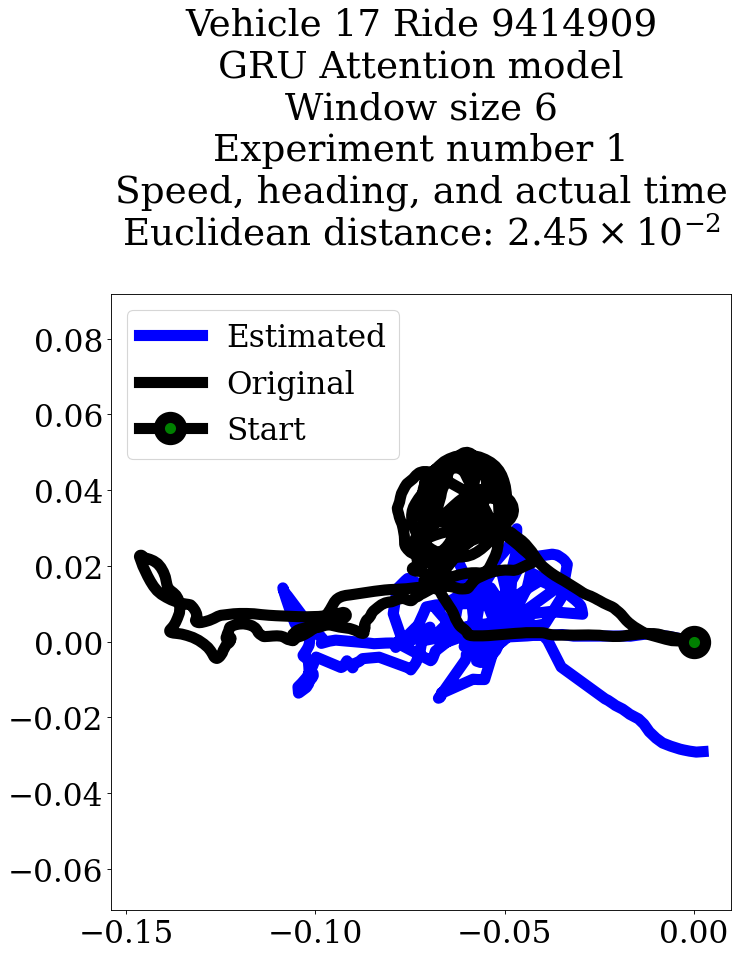 Vehicle 17 Ride 9414909
GRU Attention model
Window size 6
Experiment number 1
Speed, heading, and actual time
Euclidean distance: 2.45 × 10⁻²
Estimated
Original
Start
0.08
0.06
0.04
0.02
0.00
−0.02
−0.04
−0.06
−0.15
−0.10
−0.05
0.00